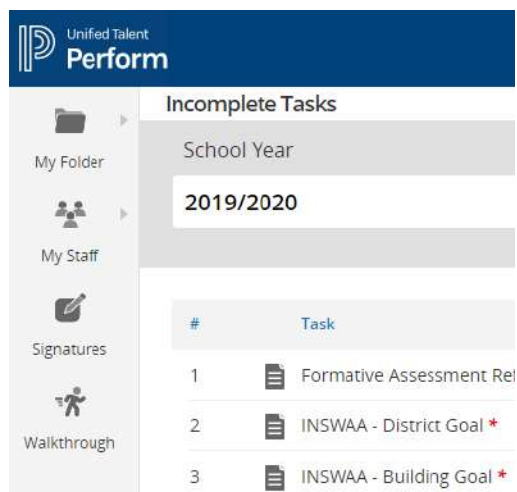 Unified Talent
Perform
Incomplete Tasks
My Folder
School Year
2019/2020
My Staff
Signatures
Walkthrough
# Task
1 Formative Assessment
2 INSWAA - District Goal *
3 INSWAA - Building Goal *